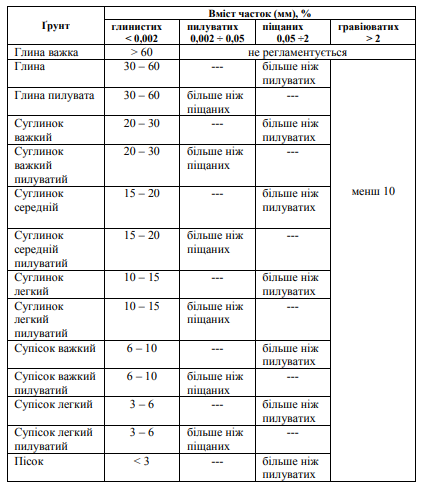 Ґрунт
Вміст часток (мм), %
глинистих пилуватих піщаних гравіюватих
< 0,002 0,002 ÷ 0,05 0,05 ÷2 > 2
Глина важка > 60 не регламентується
Глина 30 – 60 --- більше ніж
пилуватих
Глина пилувата 30 – 60 більше ніж ---
піщаних
Суглинок 20 – 30 --- більше ніж
важкий пилуватих
Суглинок 20 – 30 більше ніж ---
важкий піщаних
пилуватий
Суглинок 15 – 20 --- більше ніж
середній пилуватих
менш 10
Суглинок 15 – 20 більше ніж ---
середній піщаних
пилуватий
Суглинок 10 – 15 --- більше ніж
легкий пилуватих
Суглинок 10 – 15 більше ніж ---
легкий піщаних
пилуватий
Супісок важкий 6 – 10 --- більше ніж
пилуватих
Супісок важкий 6 – 10 більше ніж ---
пилуватий піщаних
Супісок легкий 3 – 6 --- більше ніж
пилуватих
Супісок легкий 3 – 6 більше ніж ---
пилуватий піщаних
Пісок < 3 --- більше ніж
пилуватих